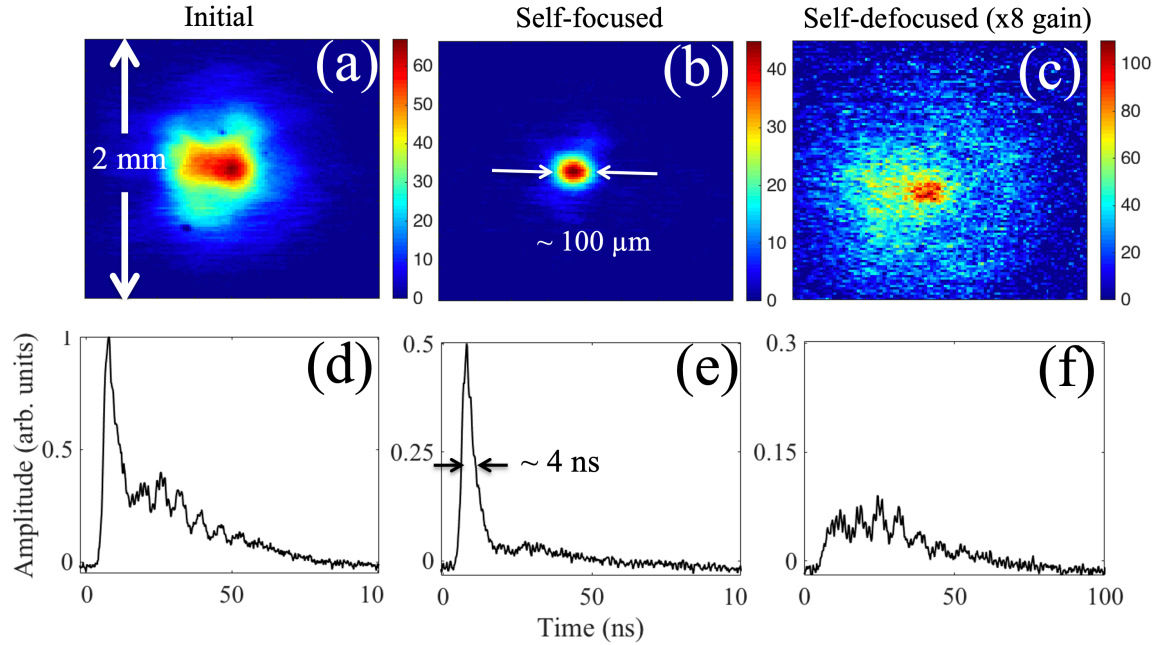 Initial
Self-focused
Self-defocused (x8 gain)
(a)
2 mm
60
50
40
30
20
10
0
(b)
~ 100 µm
40
30
20
10
0
(c)
100
80
60
40
20
0
Amplitude (arb. units)
1
0.5
0
(d)
0
50
10
0.5
0.25
0
(e)
~ 4 ns
0
50
10
0.3
0.15
0
(f)
0
50
100
Time (ns)